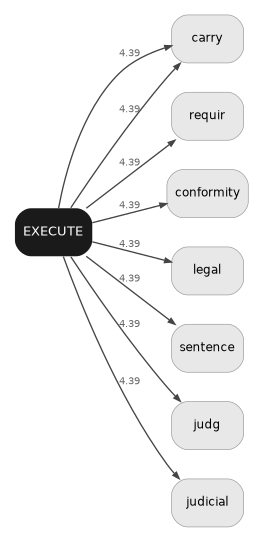 4.39
carry
4.39
requir
4.39
4.39
conformity
EXECUTE
4.39
legal
4.39
sentence
4.39
judg
4.39
judicial